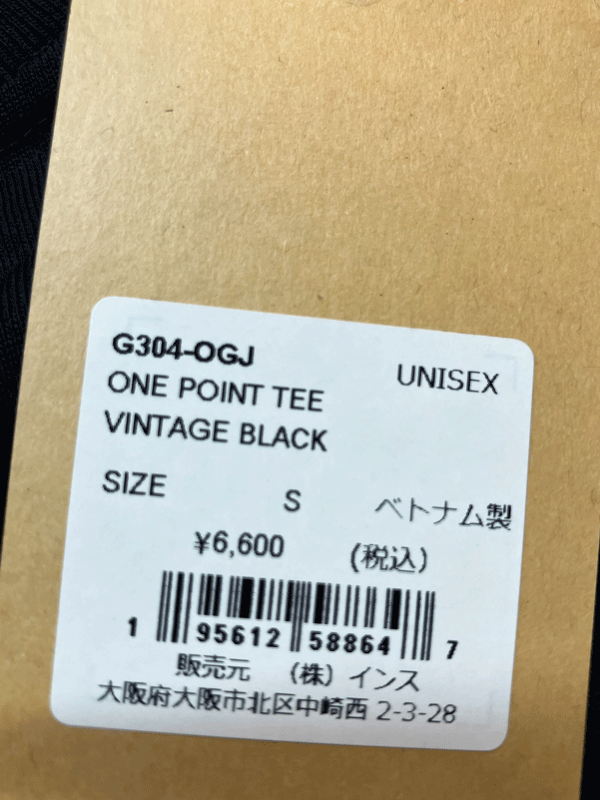 G304-OGJ
UNISEX
ONE POINT TEE
VINTAGE BLACK
SIZE S ベトナム製
¥6,600 (税込)
1 95612 58864 7
販売元 (株)インス
大阪府大阪市北区中崎西 2-3-28